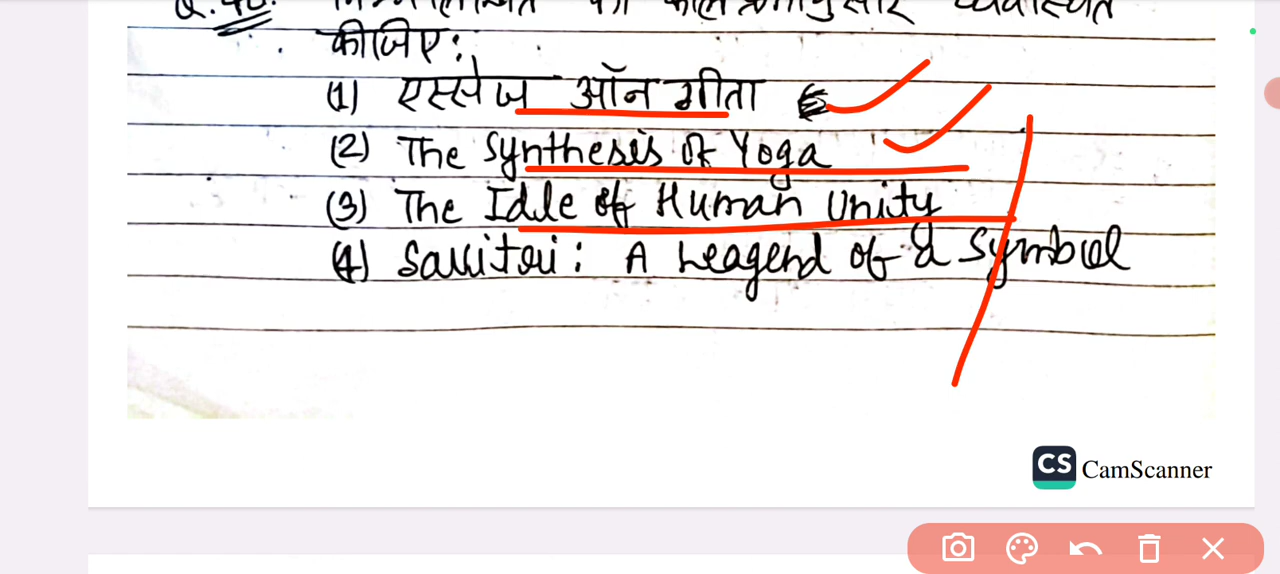 कीजिए:
(1) एस्सेज ऑन गीता
(2) The Synthesis of Yoga
(3) The Idle of Human Unity
(4) Savitri: A Leagend of a Symbol
CS CamScanner